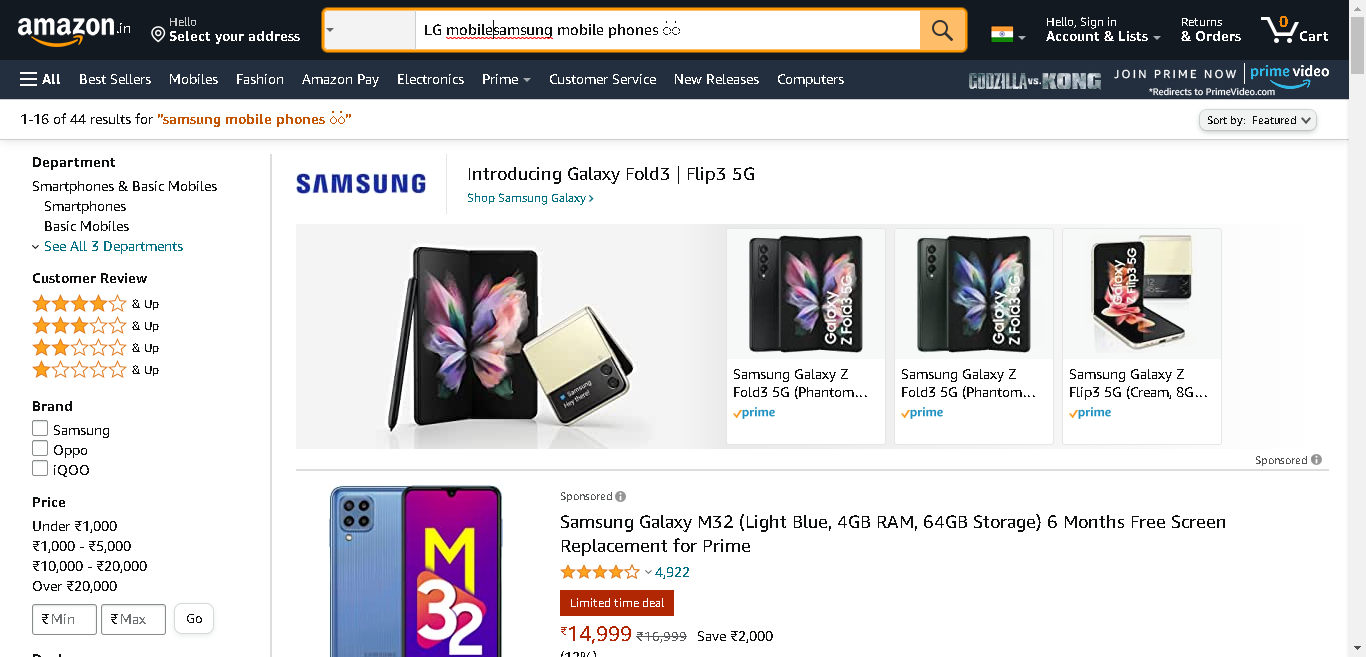 amazon.in
Hello
Select your address
LG mobilesamsung mobile phones
Hello, Sign in
Account & Lists
Returns
& Orders
0
Cart
All
Best Sellers
Mobiles
Fashion
Amazon Pay
Electronics
Prime
Customer Service
New Releases
Computers
GODZILLA VS. KONG
JOIN PRIME NOW
prime video
*Redirects to PrimeVideo.com
1-16 of 44 results for "samsung mobile phones ⍥⍥"
Sort by: Featured
Department
Smartphones & Basic Mobiles
Smartphones
Basic Mobiles
See All 3 Departments
Customer Review
& Up
& Up
& Up
& Up
Brand
Samsung
Oppo
iQOO
Price
Under ₹1,000
₹1,000 - ₹5,000
₹10,000 - ₹20,000
Over ₹20,000
₹ Min
₹ Max
Go
SAMSUNG
Introducing Galaxy Fold3 | Flip3 5G
Shop Samsung Galaxy ›
Samsung
Hey there!
Galaxy
Z Fold3 5G
Samsung Galaxy Z
Fold3 5G (Phantom...
prime
Galaxy
Z Fold3 5G
Samsung Galaxy Z
Fold3 5G (Phantom...
prime
Galaxy
Z Flip3 5G
Samsung Galaxy Z
Flip3 5G (Cream, 8G...
prime
Sponsored
M
32
SAMSUNG
Sponsored
Samsung Galaxy M32 (Light Blue, 4GB RAM, 64GB Storage) 6 Months Free Screen
Replacement for Prime
4,922
Limited time deal
₹14,999 ₹16,999 Save ₹2,000
(12%)